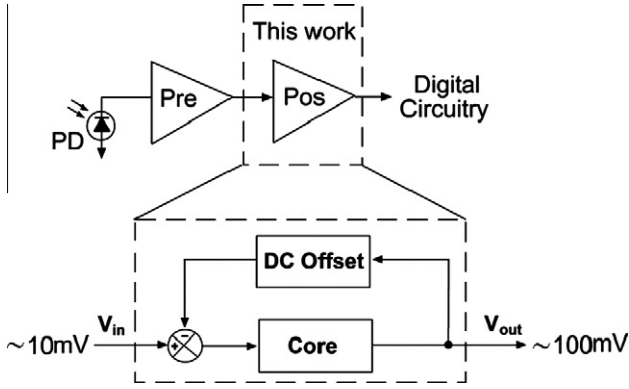 This work
Pre
Pos
Digital
Circuitry
PD
DC Offset
Vin
Vout
~10mV
+
-
Core
~100mV